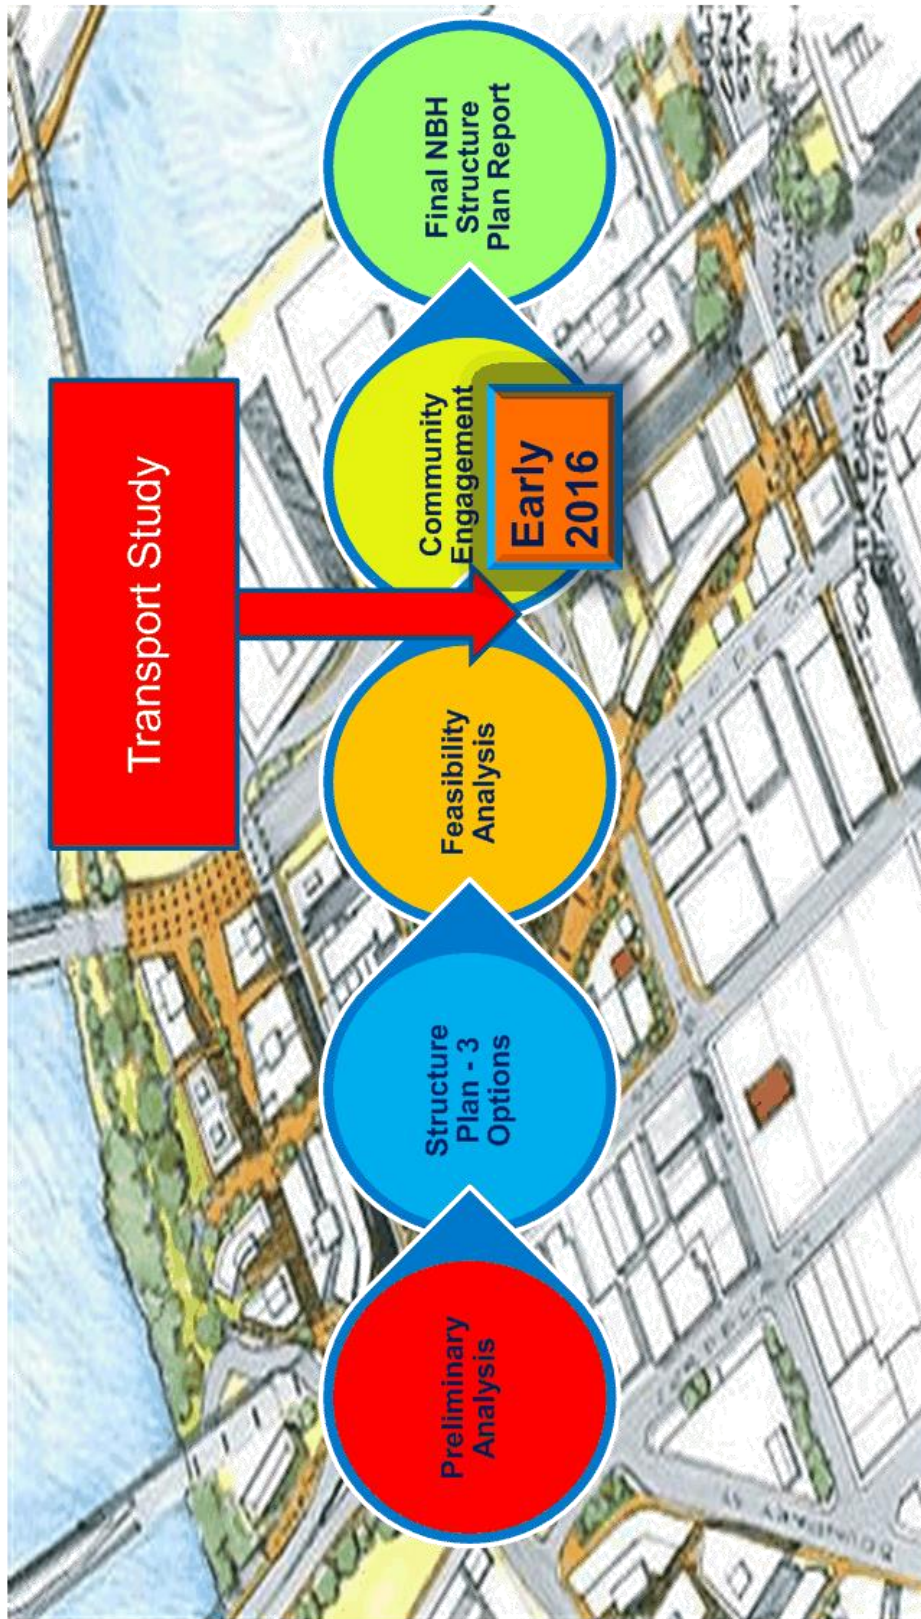 Transport Study
Preliminary
Analysis
Structure
Plan - 3
Options
Feasibility
Analysis
Community
Engagement
Early
2016
Final NBH
Structure
Plan Report